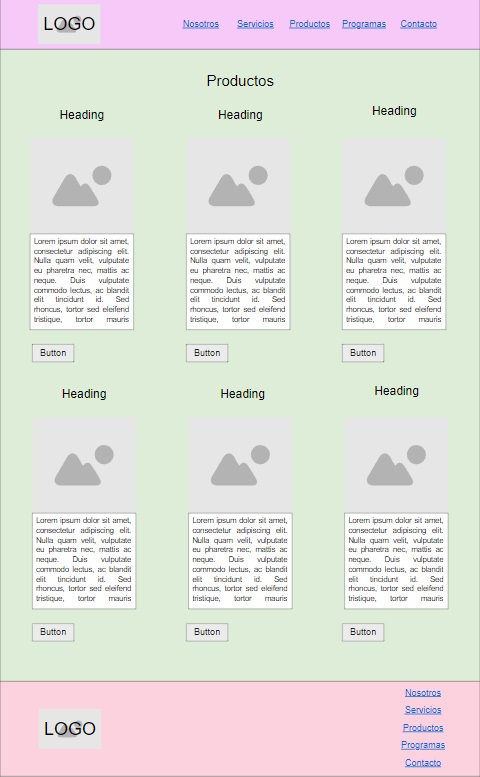 LOGO
Nosotros Servicios Productos Programas Contacto
Productos
Heading
Heading
Heading
Lorem ipsum dolor sit amet,
consectetur adipiscing elit.
Nulla quam velit, vulputate
eu pharetra nec, mattis ac
neque. Duis vulputate
commodo lectus, ac blandit
elit tincidunt id. Sed
rhoncus, tortor sed eleifend
tristique, tortor mauris
Lorem ipsum dolor sit amet,
consectetur adipiscing elit.
Nulla quam velit, vulputate
eu pharetra nec, mattis ac
neque. Duis vulputate
commodo lectus, ac blandit
elit tincidunt id. Sed
rhoncus, tortor sed eleifend
tristique, tortor mauris
Lorem ipsum dolor sit amet,
consectetur adipiscing elit.
Nulla quam velit, vulputate
eu pharetra nec, mattis ac
neque. Duis vulputate
commodo lectus, ac blandit
elit tincidunt id. Sed
rhoncus, tortor sed eleifend
tristique, tortor mauris
Button
Button
Button
Heading
Heading
Heading
Lorem ipsum dolor sit amet,
consectetur adipiscing elit.
Nulla quam velit, vulputate
eu pharetra nec, mattis ac
neque. Duis vulputate
commodo lectus, ac blandit
elit tincidunt id. Sed
rhoncus, tortor sed eleifend
tristique, tortor mauris
Lorem ipsum dolor sit amet,
consectetur adipiscing elit.
Nulla quam velit, vulputate
eu pharetra nec, mattis ac
neque. Duis vulputate
commodo lectus, ac blandit
elit tincidunt id. Sed
rhoncus, tortor sed eleifend
tristique, tortor mauris
Lorem ipsum dolor sit amet,
consectetur adipiscing elit.
Nulla quam velit, vulputate
eu pharetra nec, mattis ac
neque. Duis vulputate
commodo lectus, ac blandit
elit tincidunt id. Sed
rhoncus, tortor sed eleifend
tristique, tortor mauris
Button
Button
Button
LOGO
Nosotros
Servicios
Productos
Programas
Contacto